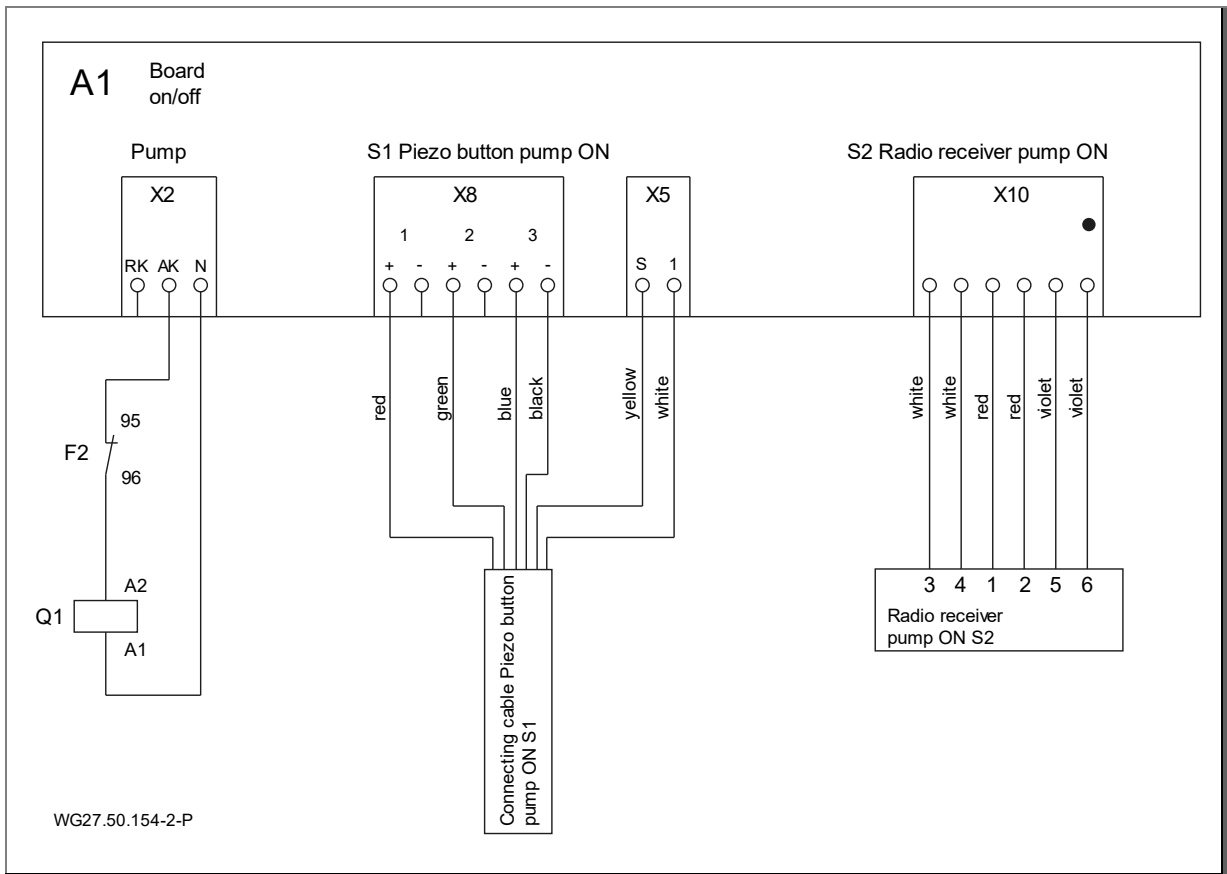 A1
Board
on/off
Pump
S1 Piezo button pump ON
S2 Radio receiver pump ON
X2
X8
X5
X10
1 2 3
RK AK N
+ - + - + -
S 1
red
green
blue
black
yellow
white
white
white
red
red
violet
violet
95
F2
96
A2
Q1
A1
Connecting cable Piezo button
pump ON S1
3 4 1 2 5 6
Radio receiver
pump ON S2
WG27.50.154-2-P